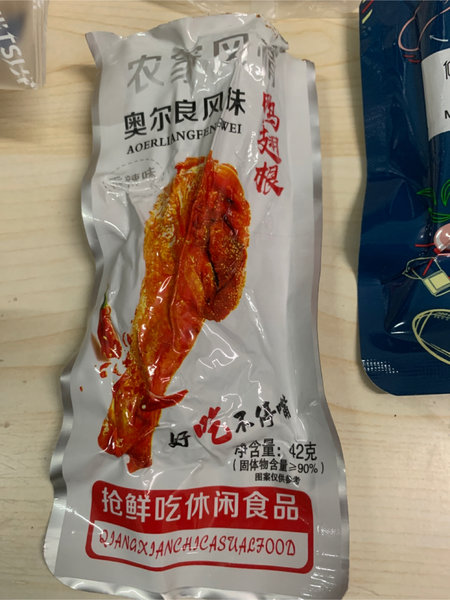 农家风情
奥尔良风味
AOERLIANGFENGWEI
鸭翅根
好吃不停嘴
净含量：42克
(固体物含量≥90%)
图案仅供参考
抢鲜吃休闲食品
QIANGXIANCHICASUALFOOD